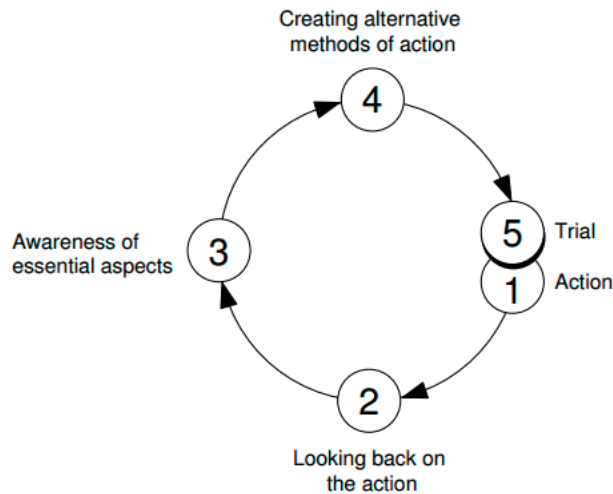 Creating alternative
methods of action
4
5
Trial
3
Awareness of
essential aspects
1
Action
2
Looking back on
the action